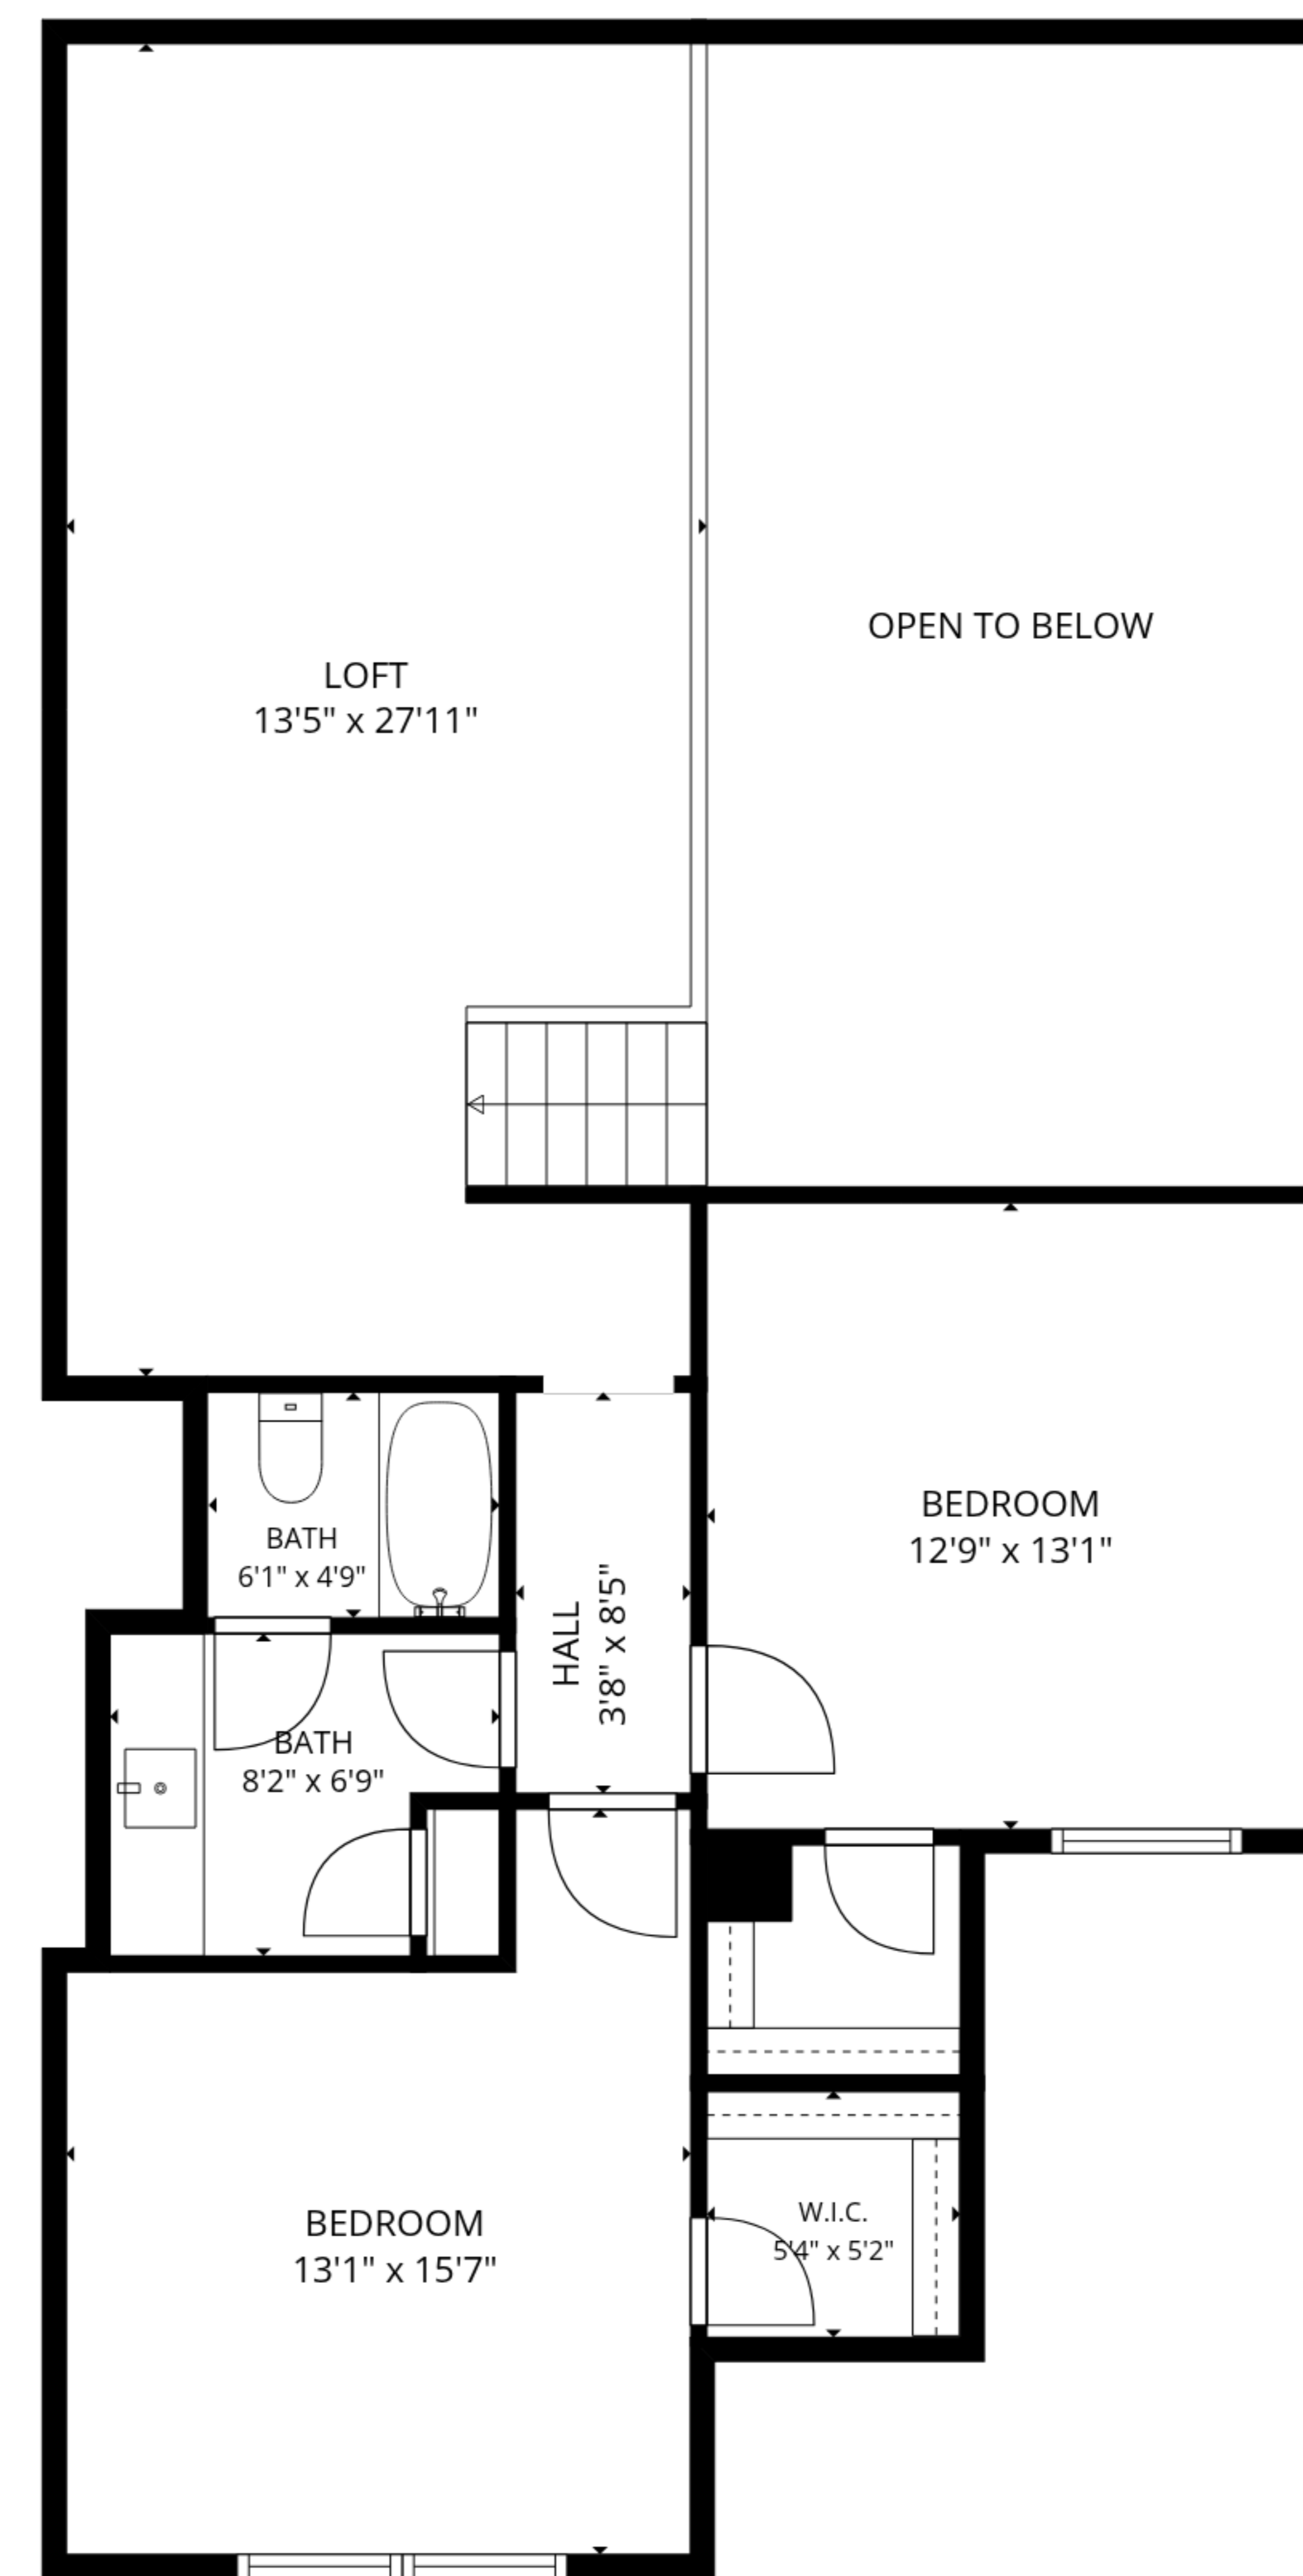 OPEN TO BELOW
LOFT
13'5" x 27'11"
BEDROOM
12'9" x 13'1"
BATH
6'1" x 4'9"
HALL
3'8" x 8'5"
BATH
8'2" x 6'9"
W.I.C.
5'4" x 5'2"
BEDROOM
13'1" x 15'7"